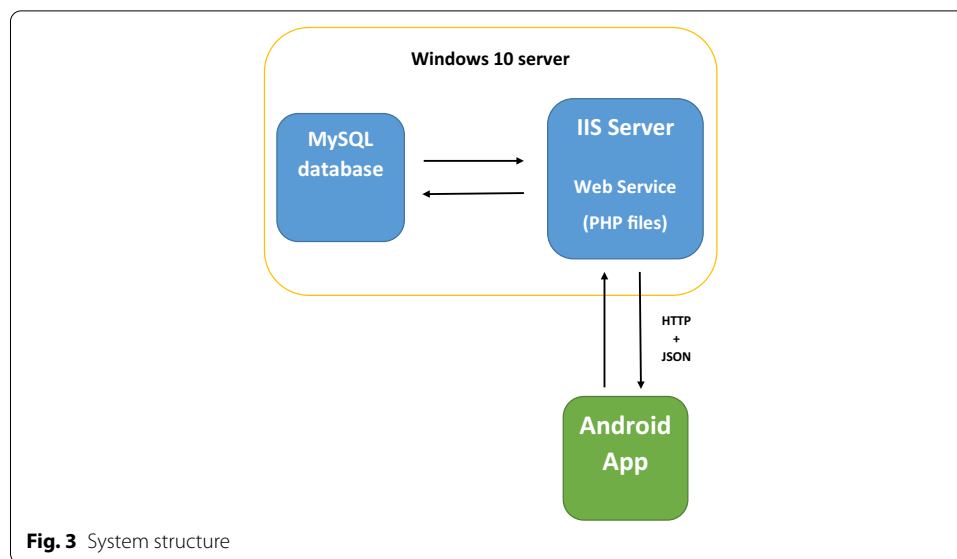 Windows 10 server
MySQL
database
IIS Server
Web Service
(PHP files)
HTTP
+
JSON
Android
App
Fig. 3 System structure